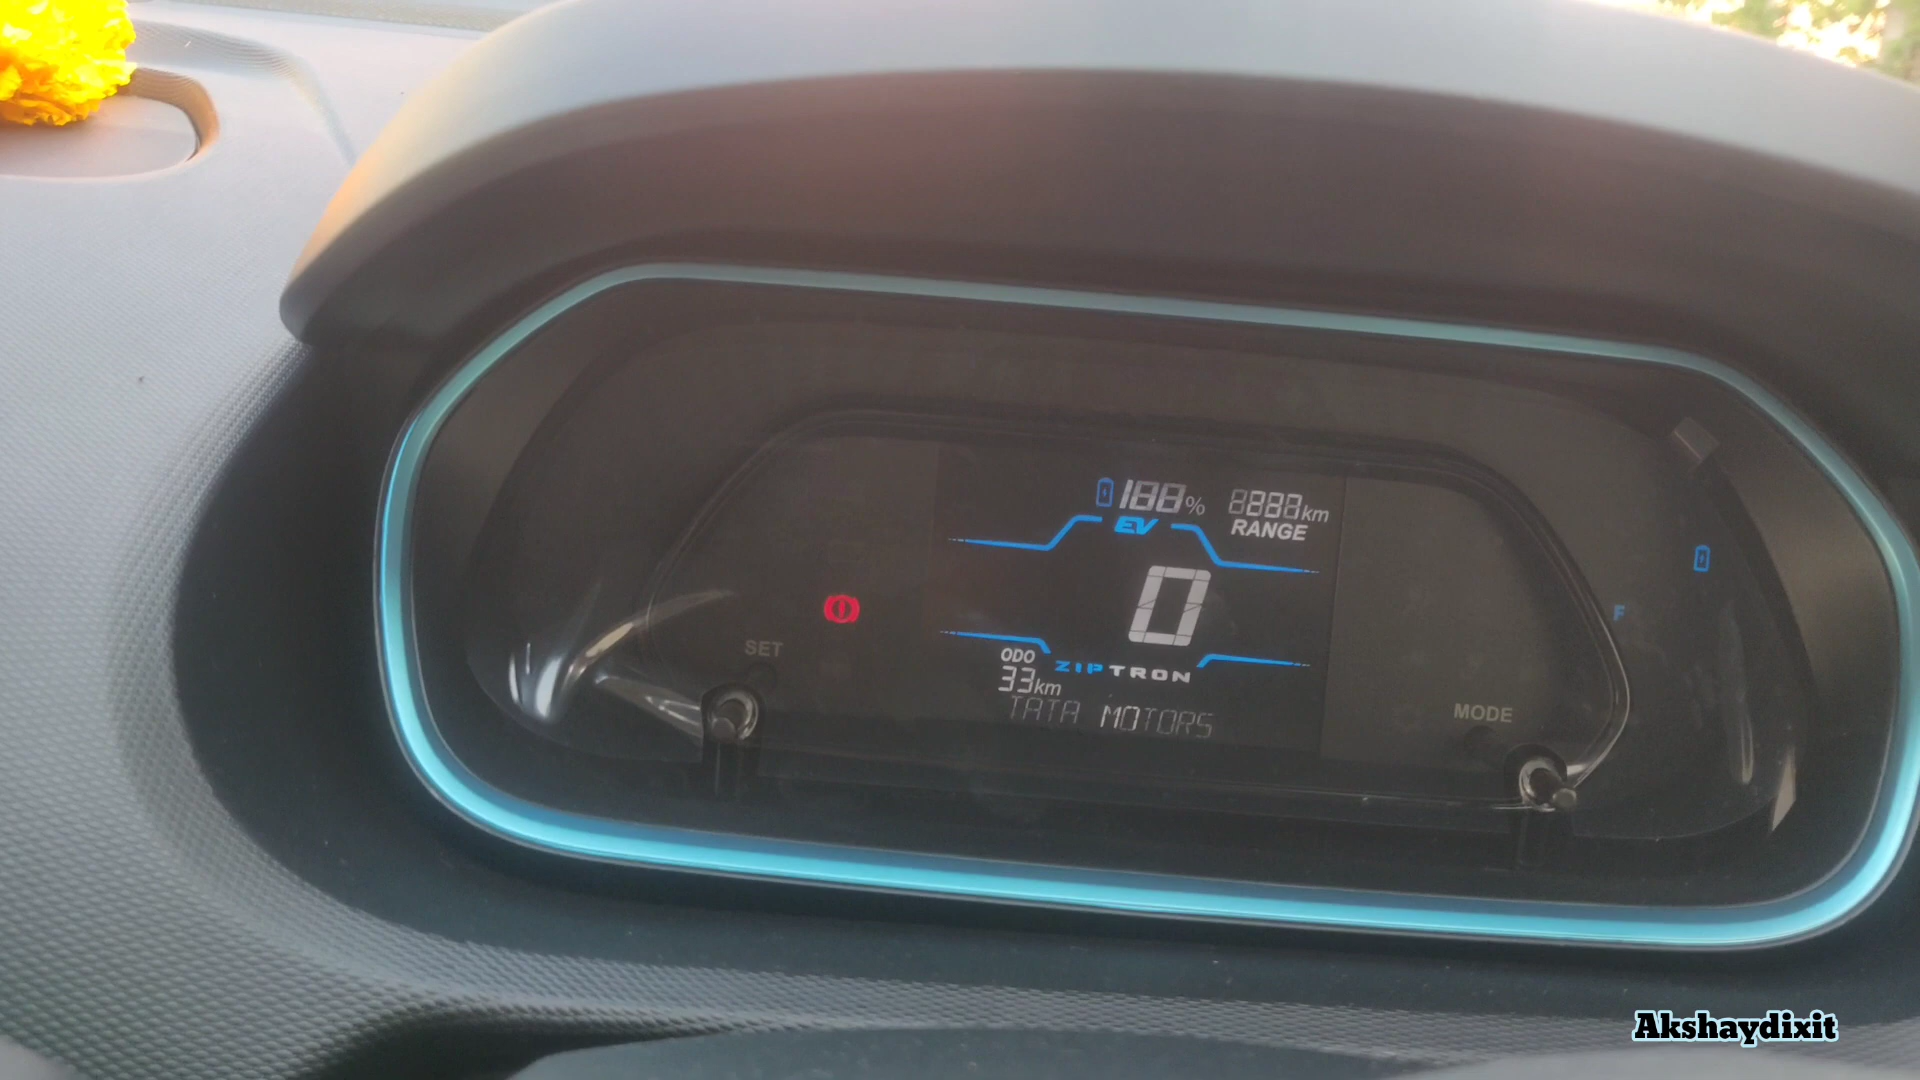 188% 8888km
EV RANGE
0
SET
F
ODO
33km
ZIPTRON
TATA MOTORS
MODE
Akshaydixit